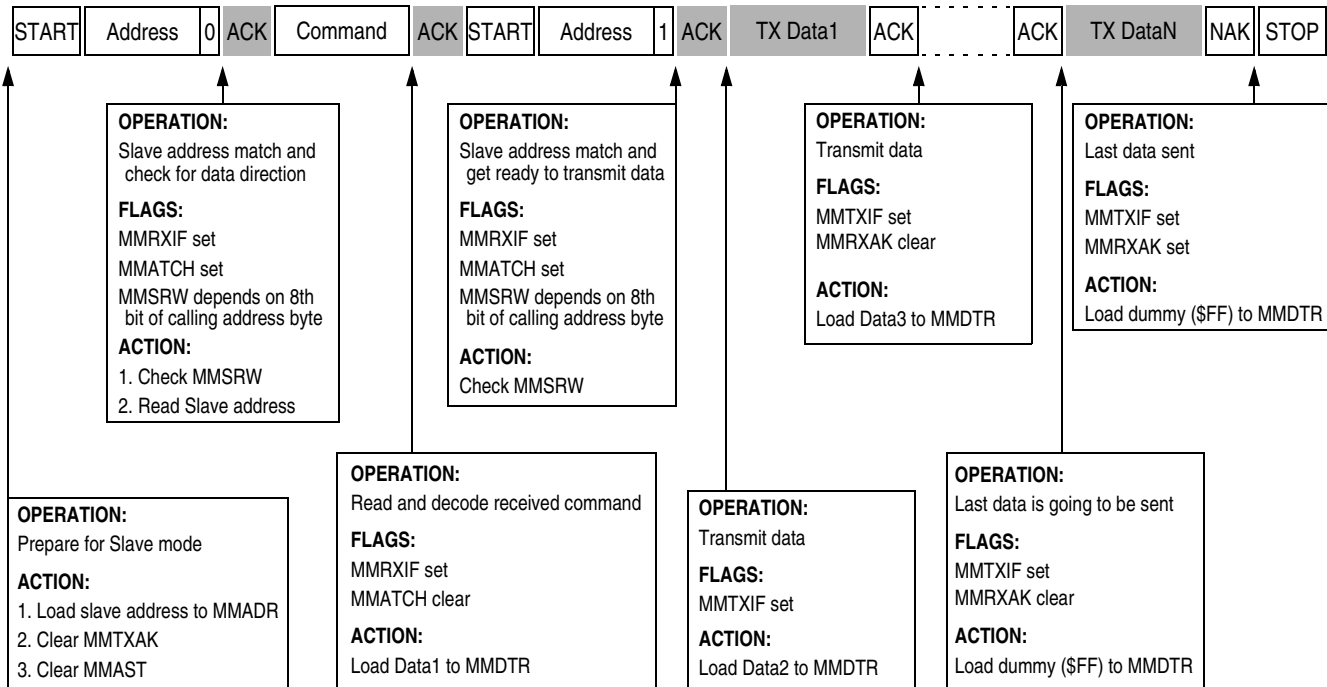 START Address 0 ACK Command ACK START Address 1 ACK TX Data1 ACK ACK TX DataN NAK STOP
OPERATION:
Slave address match and
check for data direction
FLAGS:
MMRXIF set
MMATCH set
MMSRW depends on 8th
bit of calling address byte
ACTION:
1. Check MMSRW
2. Read Slave address
OPERATION:
Slave address match and
get ready to transmit data
FLAGS:
MMRXIF set
MMATCH set
MMSRW depends on 8th
bit of calling address byte
ACTION:
Check MMSRW
OPERATION:
Transmit data
FLAGS:
MMTXIF set
MMRXAK clear
ACTION:
Load Data3 to MMDTR
OPERATION:
Last data sent
FLAGS:
MMTXIF set
MMRXAK set
ACTION:
Load dummy ($FF) to MMDTR
OPERATION:
Prepare for Slave mode
ACTION:
1. Load slave address to MMADR
2. Clear MMTXAK
3. Clear MMAST
OPERATION:
Read and decode received command
FLAGS:
MMRXIF set
MMATCH clear
ACTION:
Load Data1 to MMDTR
OPERATION:
Transmit data
FLAGS:
MMTXIF set
ACTION:
Load Data2 to MMDTR
OPERATION:
Last data is going to be sent
FLAGS:
MMTXIF set
MMRXAK clear
ACTION:
Load dummy ($FF) to MMDTR